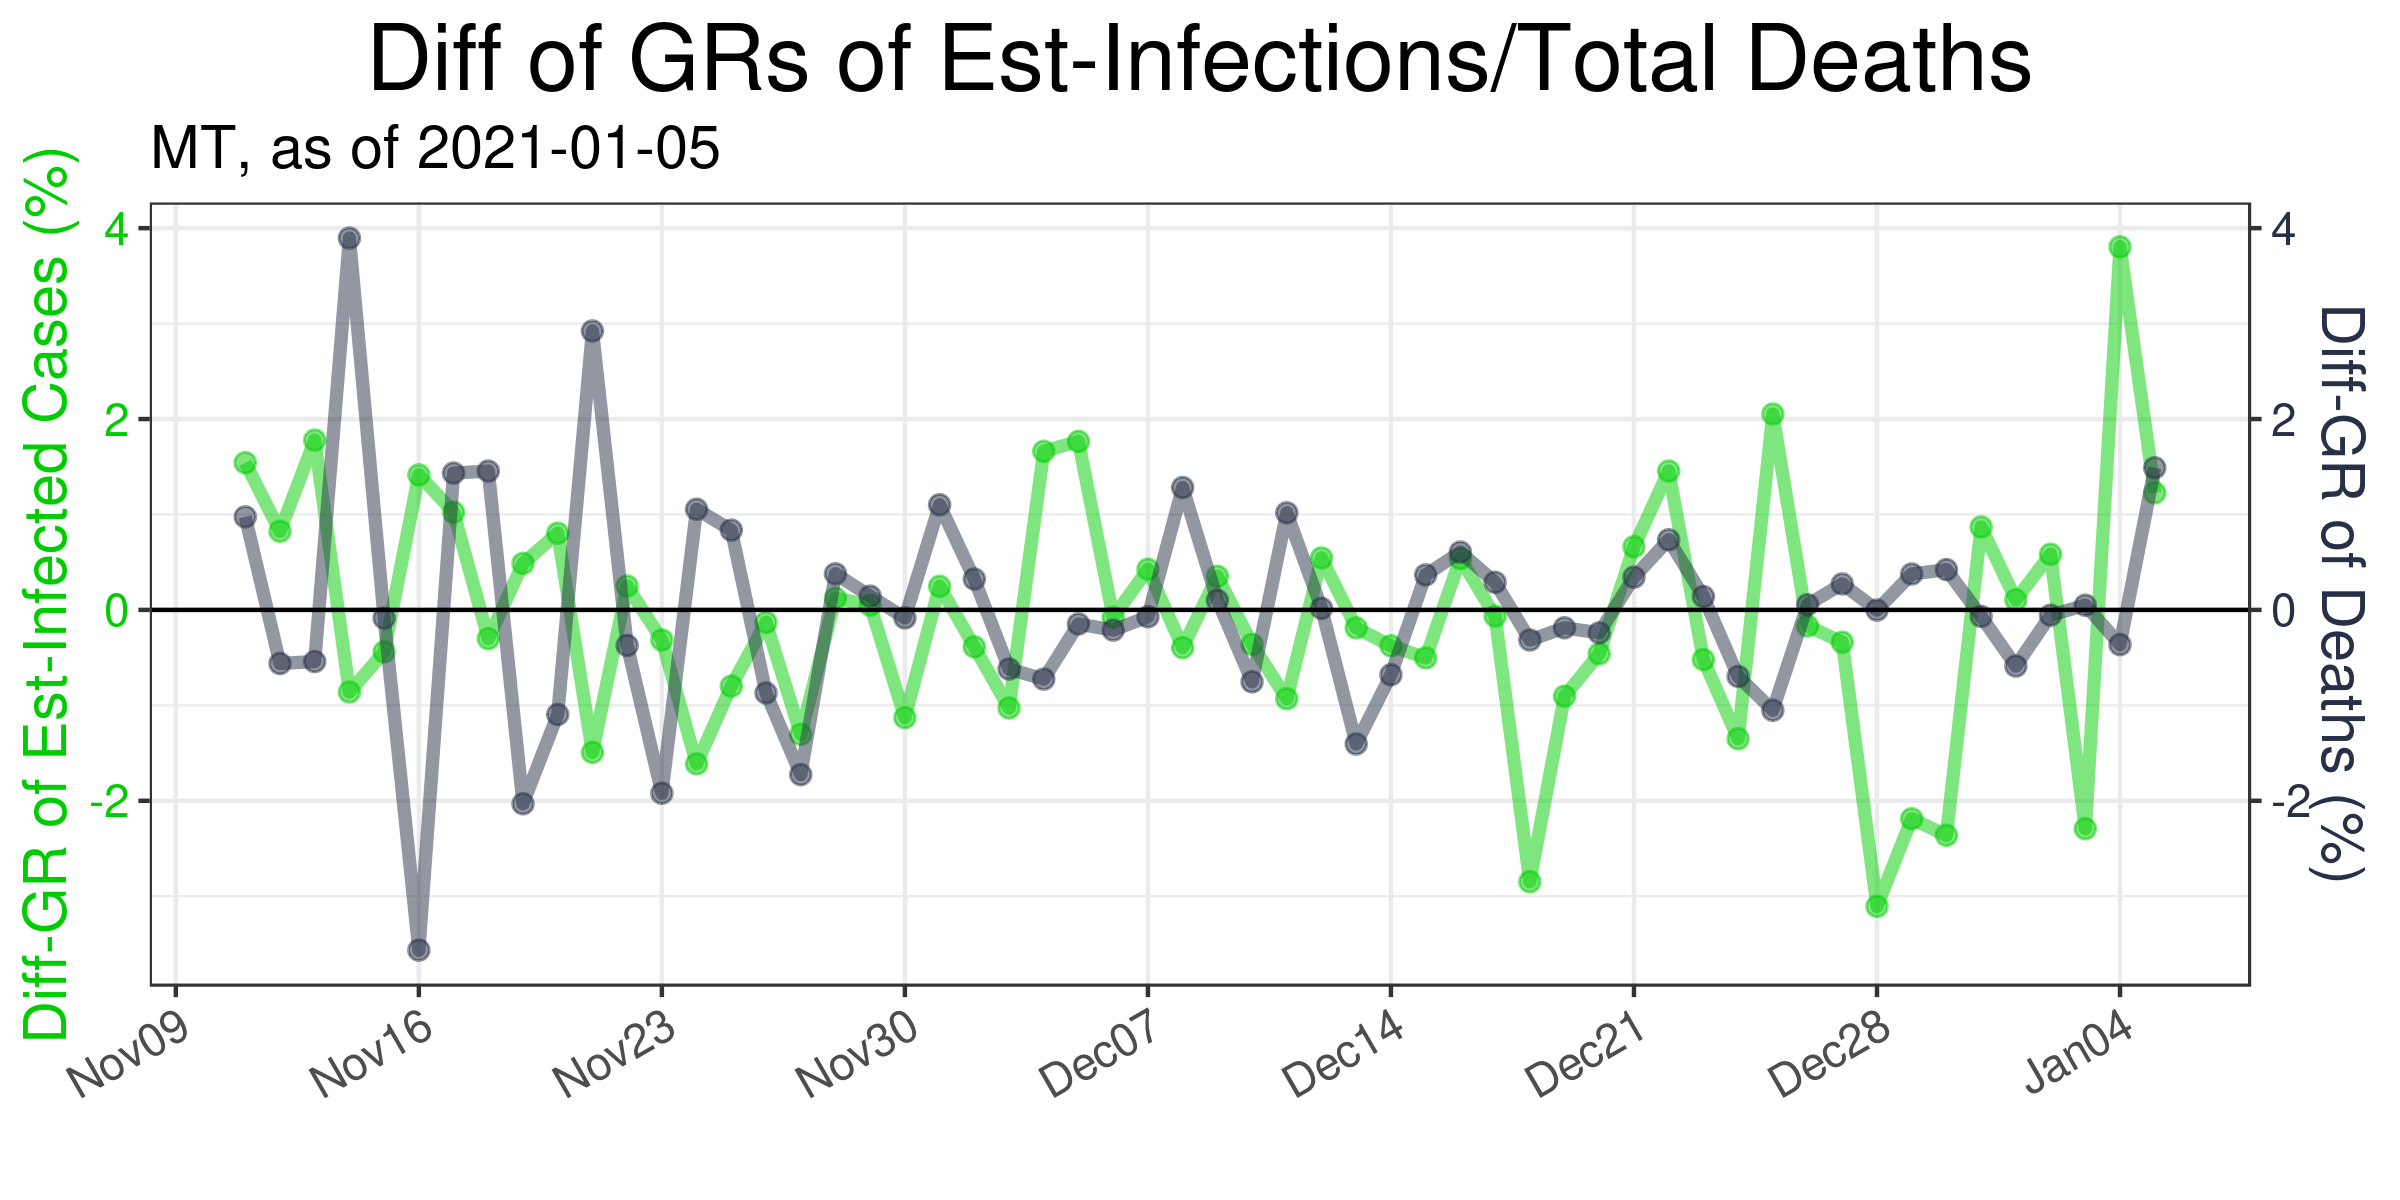 Diff of GRs of Est-Infections/Total Deaths
MT, as of 2021-01-05
Diff-GR of Est-Infected Cases (%)
4
2
0
-2
4
2
0
-2
Diff-GR of Deaths (%)
Nov09
Nov16
Nov23
Nov30
Dec07
Dec14
Dec21
Dec28
Jan04